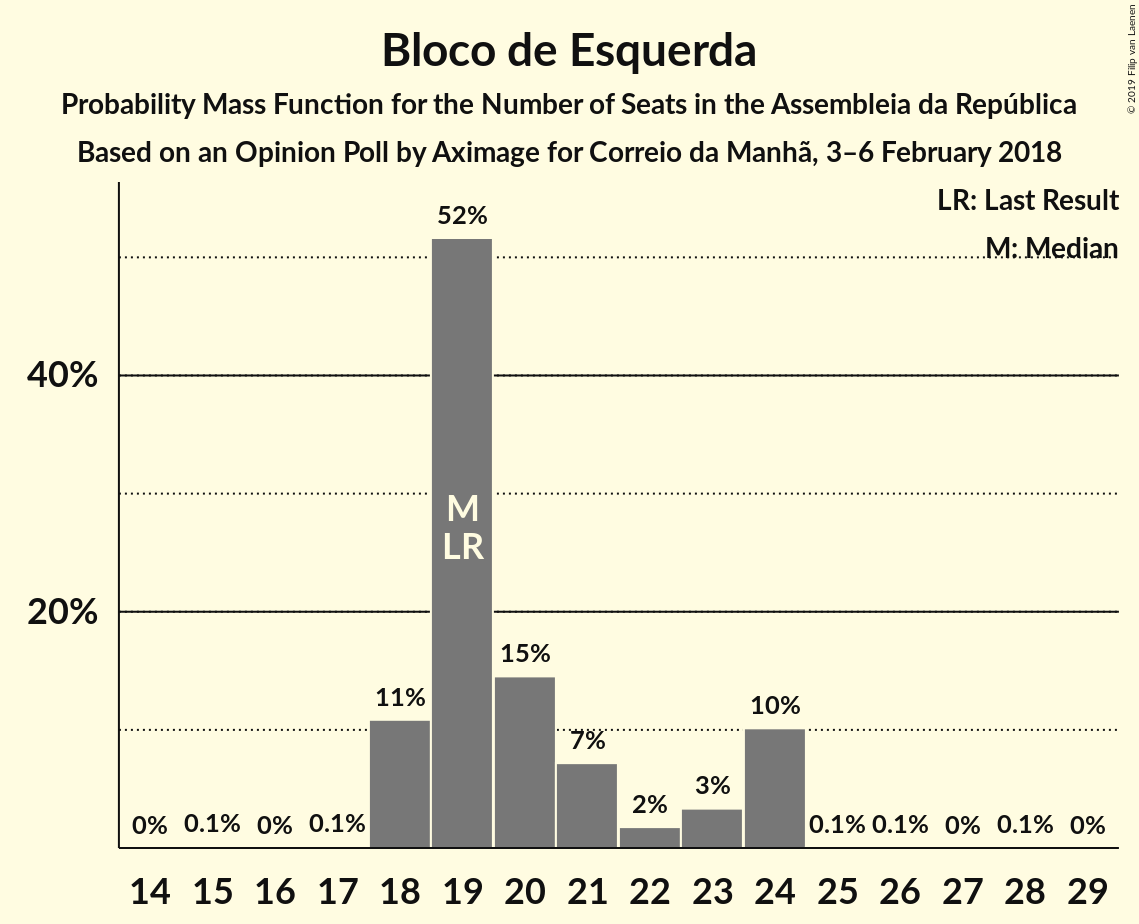 Bloco de Esquerda
Probability Mass Function for the Number of Seats in the Assembleia da República
Based on an Opinion Poll by Aximage for Correio da Manhã, 3–6 February 2018
© 2019 Filip van Laenen
LR: Last Result
M: Median
40%
20%
0%
0.1%
0%
0.1%
11%
52%
15%
7%
2%
3%
10%
0.1%
0.1%
0%
0.1%
0%
M
LR
14 15 16 17 18 19 20 21 22 23 24 25 26 27 28 29